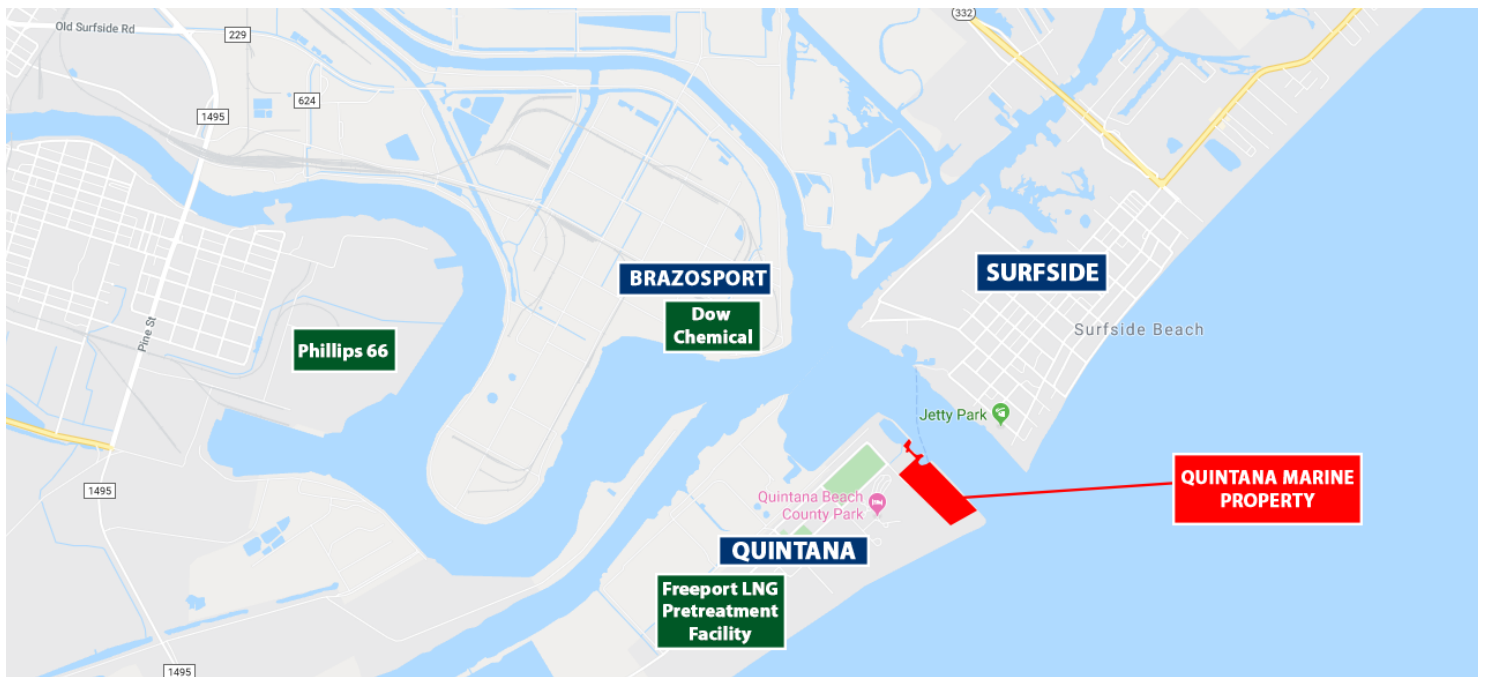 Old Surfside Rd
229
332
624
1495
BRAZOSPORT
SURFSIDE
Dow
Chemical
Surfside Beach
Pine St
Phillips 66
Jetty Park
QUINTANA MARINE
PROPERTY
1495
Quintana Beach
County Park
QUINTANA
Freeport LNG
Pretreatment
Facility
1495